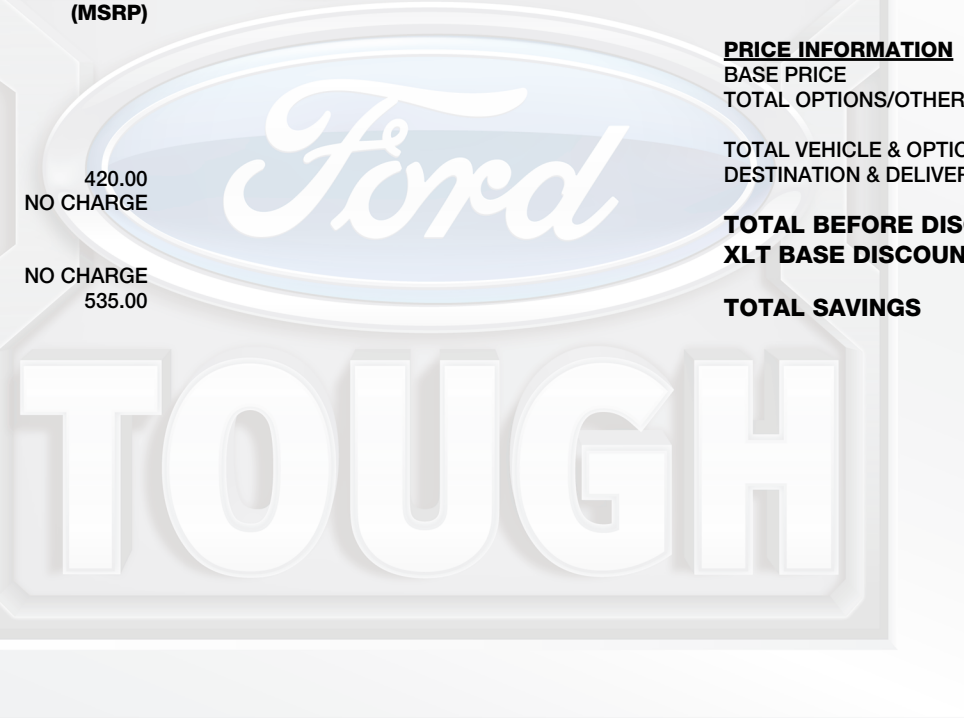 (MSRP)
420.00
NO CHARGE
NO CHARGE
535.00
Ford
TOUGH
PRICE INFORMATION
BASE PRICE
TOTAL OPTIONS/OTHER
TOTAL VEHICLE & OPTIO
DESTINATION & DELIVER
TOTAL BEFORE DIS
XLT BASE DISCOUN
TOTAL SAVINGS